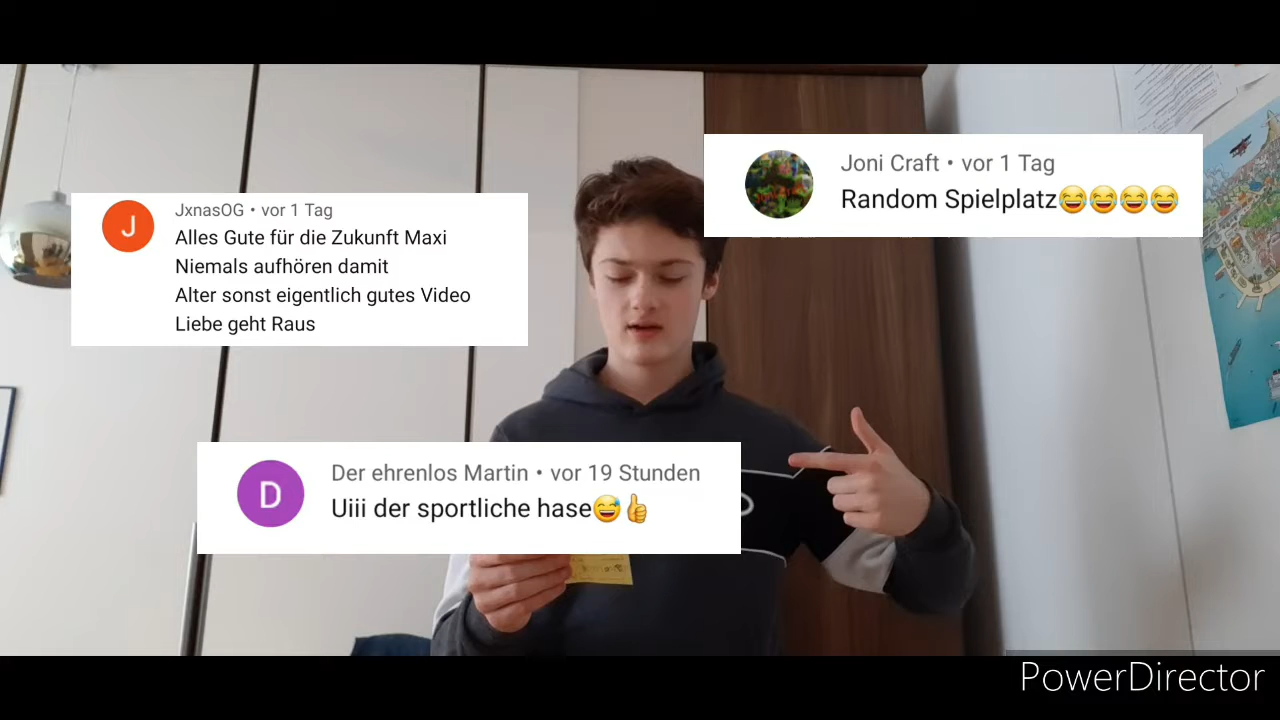 Joni Craft • vor 1 Tag
Random Spielplatz😂😂😂😂
J
JxnasOG • vor 1 Tag
Alles Gute für die Zukunft Maxi
Niemals aufhören damit
Alter sonst eigentlich gutes Video
Liebe geht Raus
D
Der ehrenlos Martin • vor 19 Stunden
Uiii der sportliche hase😅👍
PowerDirector